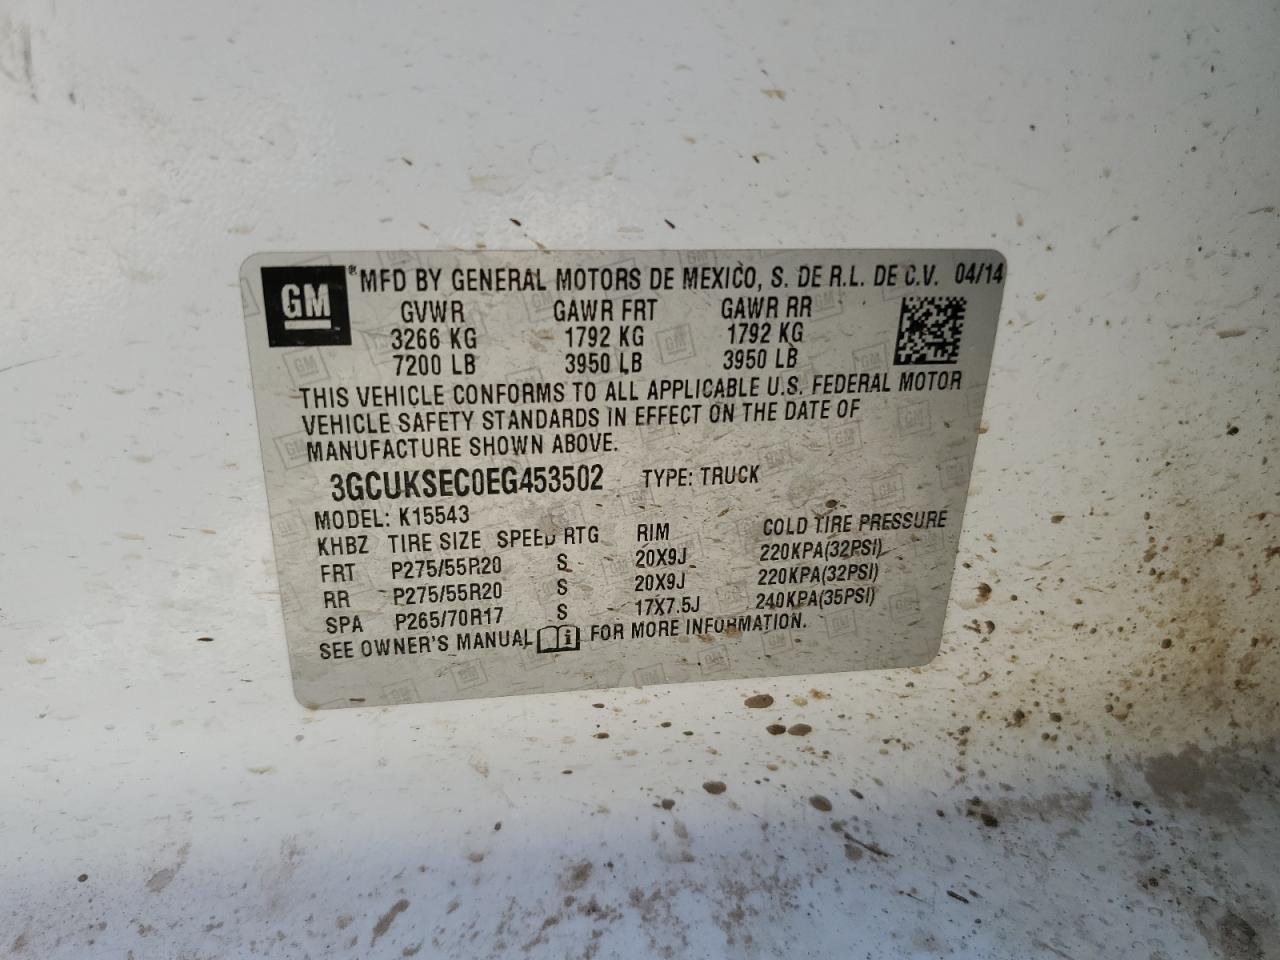 GM ® MFD BY GENERAL MOTORS DE MEXICO, S. DE R.L. DE C.V. 04/14
GVWR GAWR FRT GAWR RR
3266 KG 1792 KG 1792 KG
7200 LB 3950 LB 3950 LB
THIS VEHICLE CONFORMS TO ALL APPLICABLE U.S. FEDERAL MOTOR
VEHICLE SAFETY STANDARDS IN EFFECT ON THE DATE OF
MANUFACTURE SHOWN ABOVE.
3GCUKSEC0EG453502 TYPE: TRUCK
MODEL: K15543
KHBZ TIRE SIZE SPEED RTG RIM COLD TIRE PRESSURE
FRT P275/55R20 S 20X9J 220KPA(32PSI)
RR P275/55R20 S 20X9J 220KPA(32PSI)
SPA P265/70R17 S 17X7.5J 240KPA(35PSI)
SEE OWNER'S MANUAL FOR MORE INFORMATION.